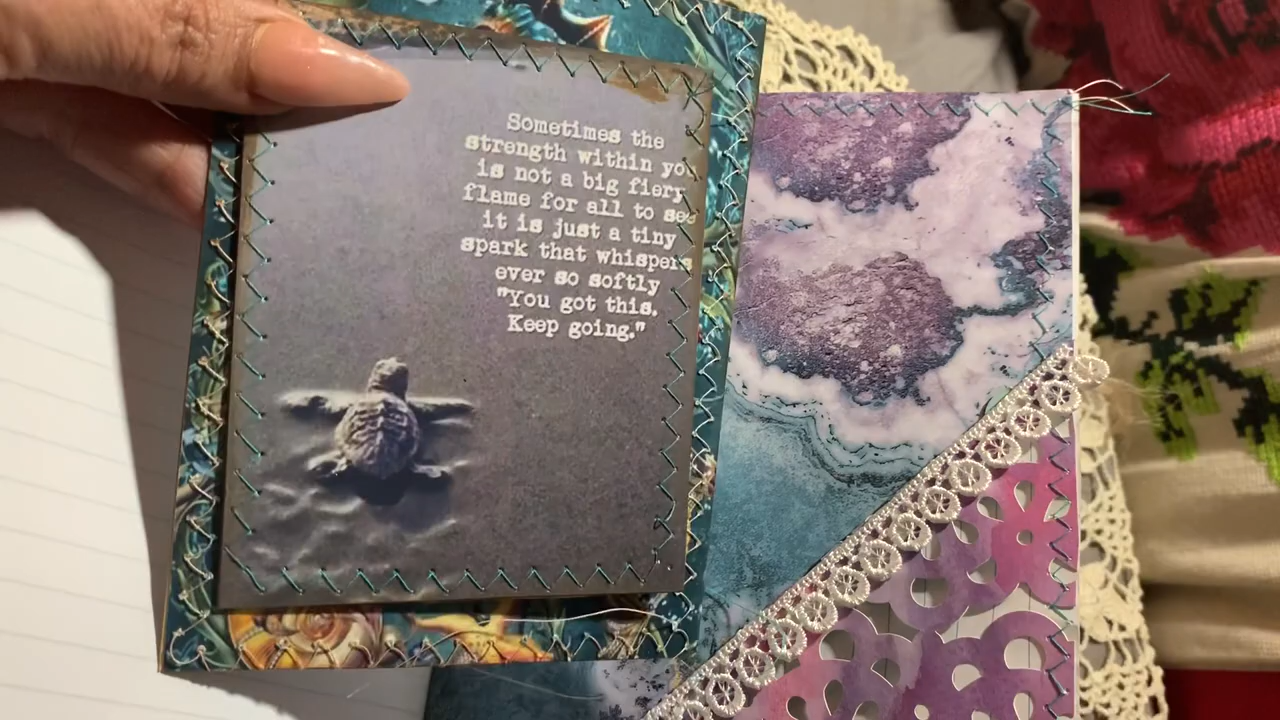 Sometimes the
strength within you
is not a big fiery
flame for all to see
it is just a tiny
spark that whispers
ever so softly
"You got this.
Keep going."